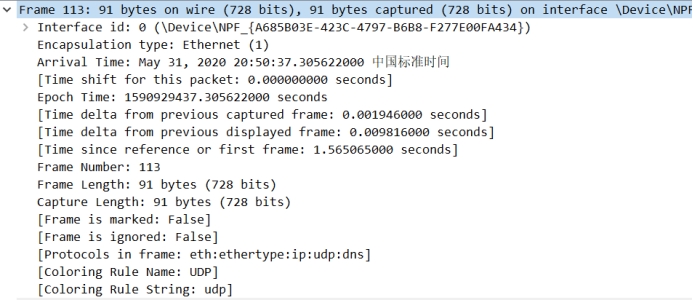 Frame 113: 91 bytes on wire (728 bits), 91 bytes captured (728 bits) on interface \Device\NPF
Interface id: 0 (\Device\NPF_{A685B03E-423C-4797-B6B8-F277E00FA434})
Encapsulation type: Ethernet (1)
Arrival Time: May 31, 2020 20:50:37.305622000 中国标准时间
[Time shift for this packet: 0.000000000 seconds]
Epoch Time: 1590929437.305622000 seconds
[Time delta from previous captured frame: 0.001946000 seconds]
[Time delta from previous displayed frame: 0.009816000 seconds]
[Time since reference or first frame: 1.565065000 seconds]
Frame Number: 113
Frame Length: 91 bytes (728 bits)
Capture Length: 91 bytes (728 bits)
[Frame is marked: False]
[Frame is ignored: False]
[Protocols in frame: eth:ethertype:ip:udp:dns]
[Coloring Rule Name: UDP]
[Coloring Rule String: udp]